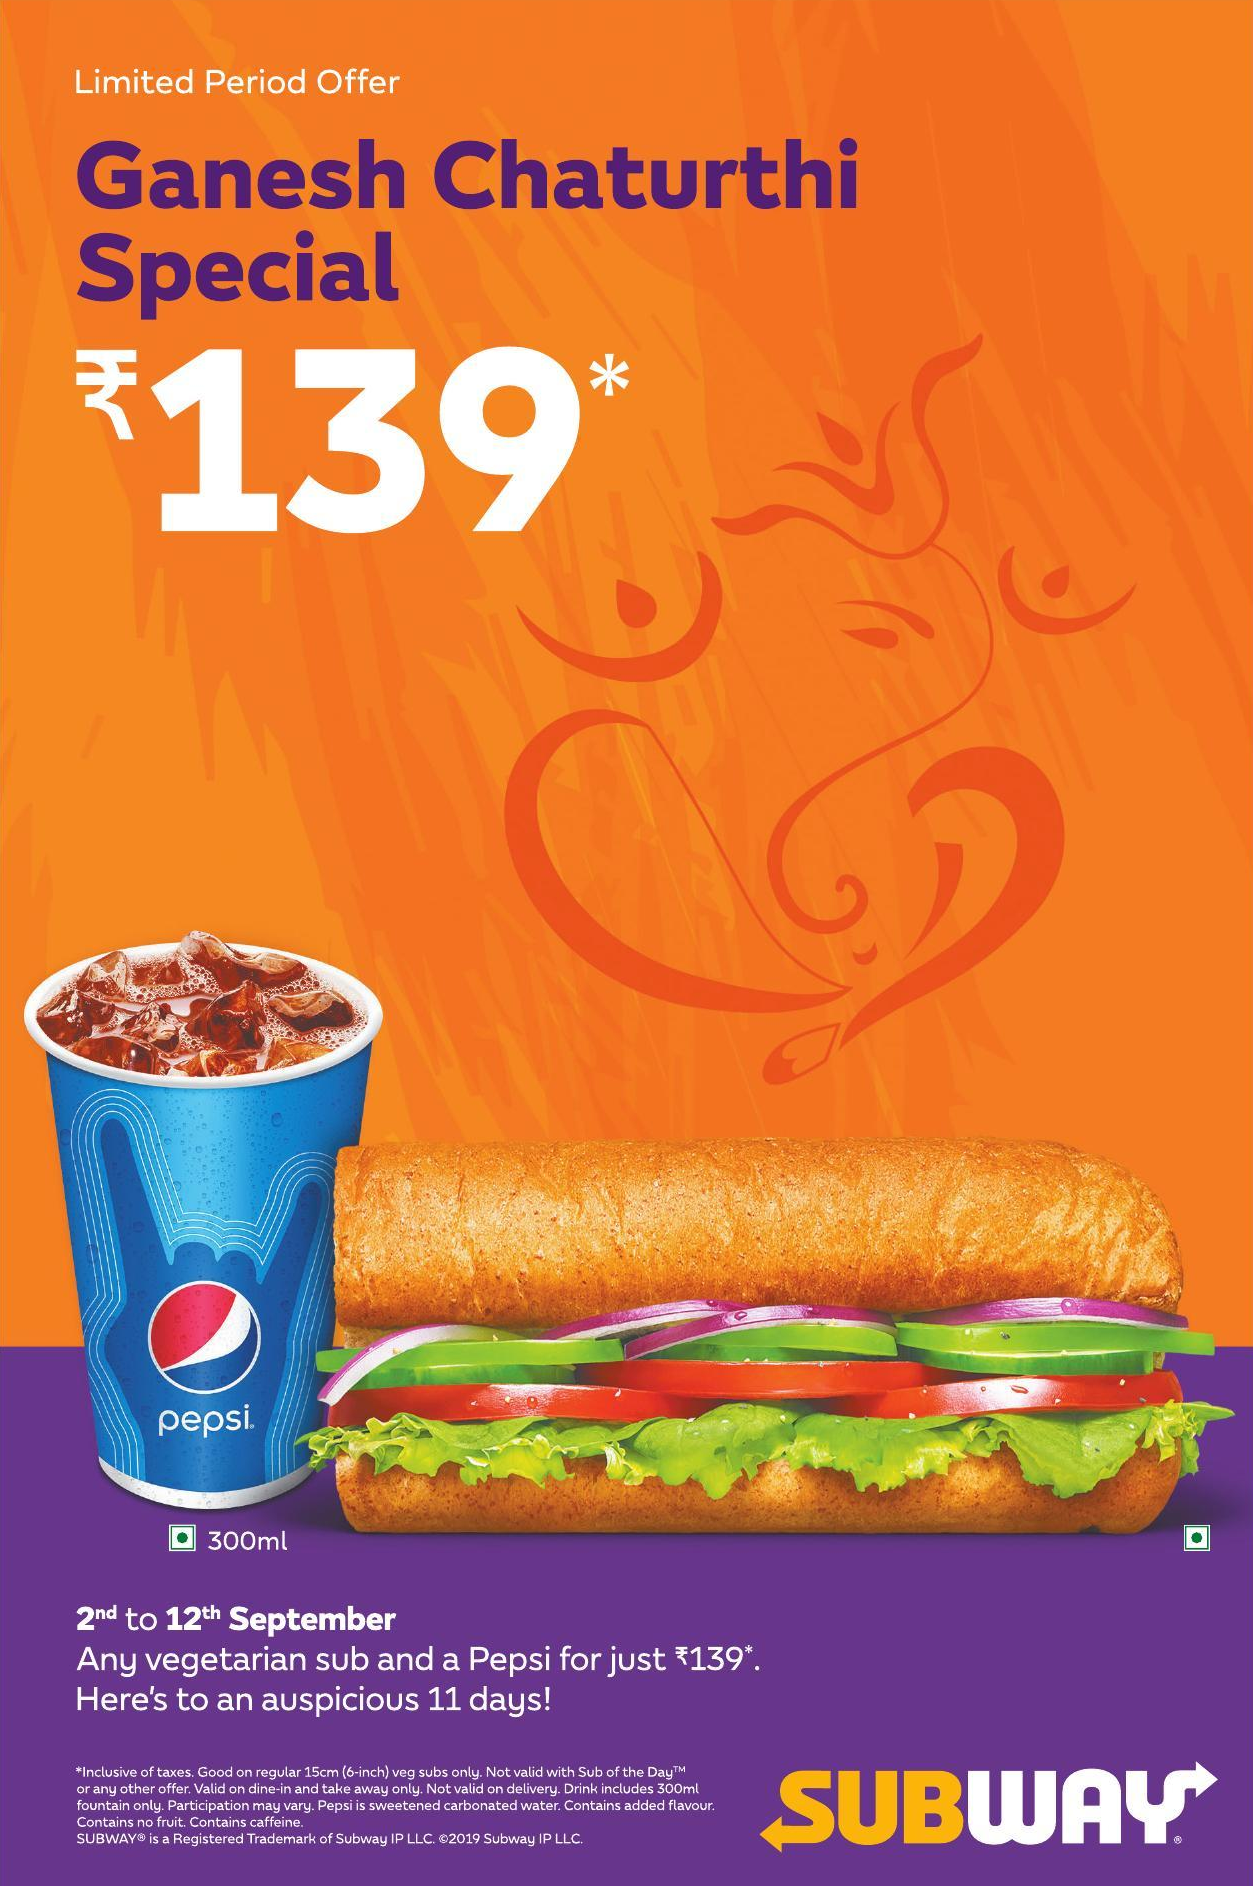 Limited Period Offer
Ganesh Chaturthi
Special
₹139*
pepsi®
300ml
2nd to 12th September
Any vegetarian sub and a Pepsi for just ₹139*.
Here's to an auspicious 11 days!
*Inclusive of taxes. Good on regular 15cm (6-inch) veg subs only. Not valid with Sub of the Day™
or any other offer. Valid on dine-in and take away only. Not valid on delivery. Drink includes 300ml
fountain only. Participation may vary. Pepsi is sweetened carbonated water. Contains added flavour.
Contains no fruit. Contains caffeine.
SUBWAY® is a Registered Trademark of Subway IP LLC. ©2019 Subway IP LLC.
SUBWAY®